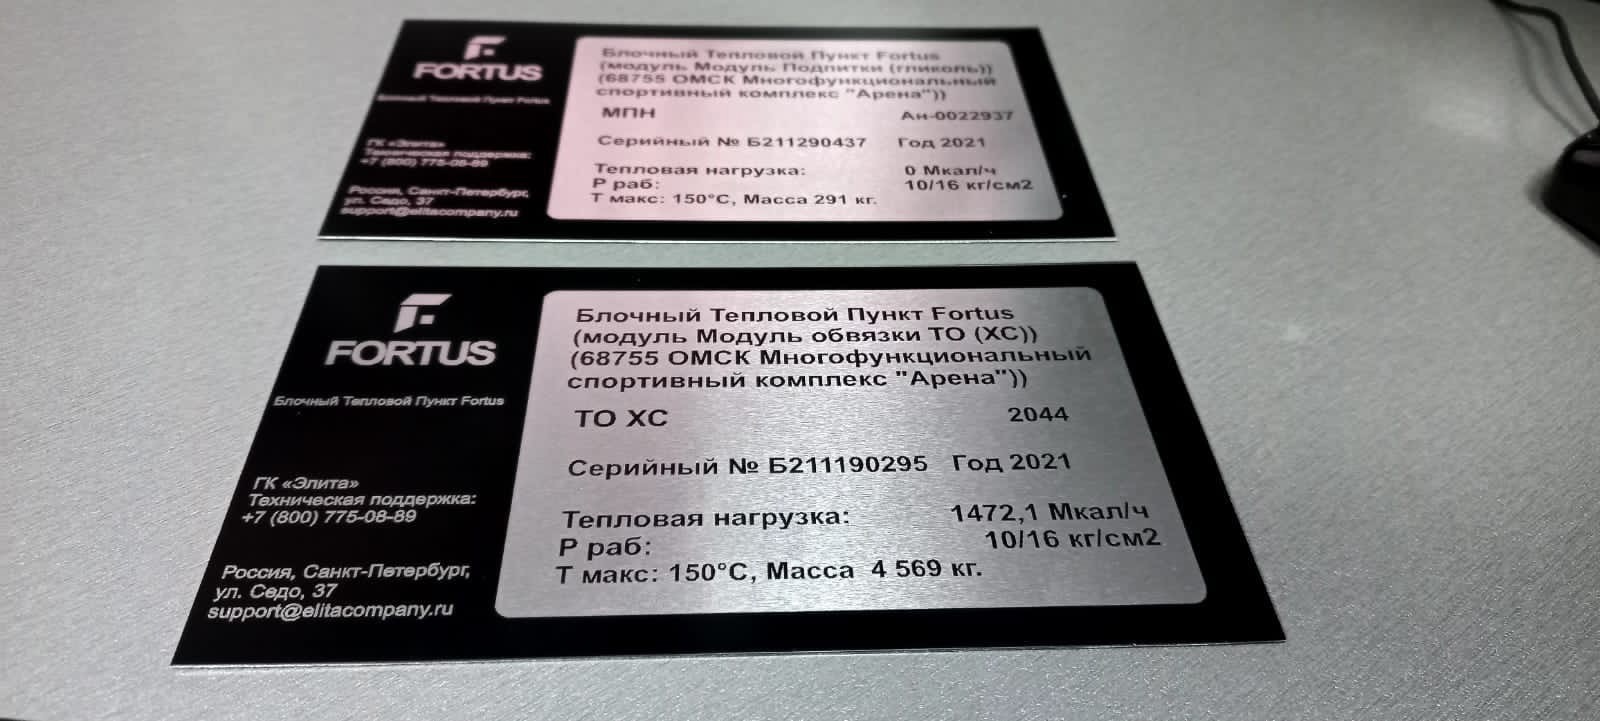 FORTUS
Блочный Тепловой Пункт Fortus
ГК «Элита»
Техническая поддержка:
+7 (800) 775-08-89
Россия, Санкт-Петербург,
ул. Седо, 37
support@elitacompany.ru
Блочный Тепловой Пункт Fortus
(модуль Модуль Подпитки (гликоль))
(68755 ОМСК Многофункциональный
спортивный комплекс "Арена"))
МПН Ан-0022937
Серийный № Б211290437 Год 2021
Тепловая нагрузка: 0 Мкал/ч
Р раб: 10/16 кг/см2
Т макс: 150°С, Масса 291 кг.
FORTUS
Блочный Тепловой Пункт Fortus
ГК «Элита»
Техническая поддержка:
+7 (800) 775-08-89
Россия, Санкт-Петербург,
ул. Седо, 37
support@elitacompany.ru
Блочный Тепловой Пункт Fortus
(модуль Модуль обвязки ТО (ХС))
(68755 ОМСК Многофункциональный
спортивный комплекс "Арена"))
ТО ХС 2044
Серийный № Б211190295 Год 2021
Тепловая нагрузка: 1472,1 Мкал/ч
Р раб: 10/16 кг/см2
Т макс: 150°С, Масса 4 569 кг.